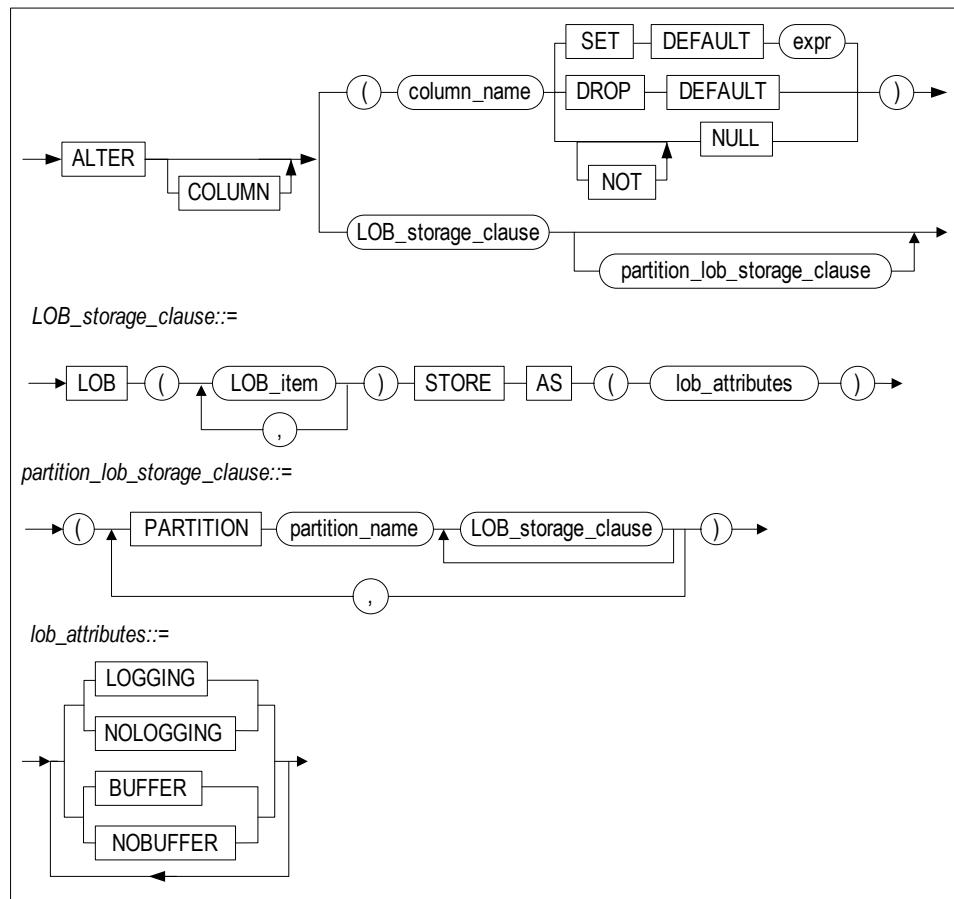 SET DEFAULT expr
( column_name DROP DEFAULT )
ALTER NULL
COLUMN NOT
LOB_storage_clause
partition_lob_storage_clause
LOB_storage_clause::=
LOB ( LOB_item ) STORE AS ( lob_attributes )
,
partition_lob_storage_clause::=
( PARTITION partition_name LOB_storage_clause )
,
lob_attributes::=
LOGGING
NOLOGGING
BUFFER
NOBUFFER